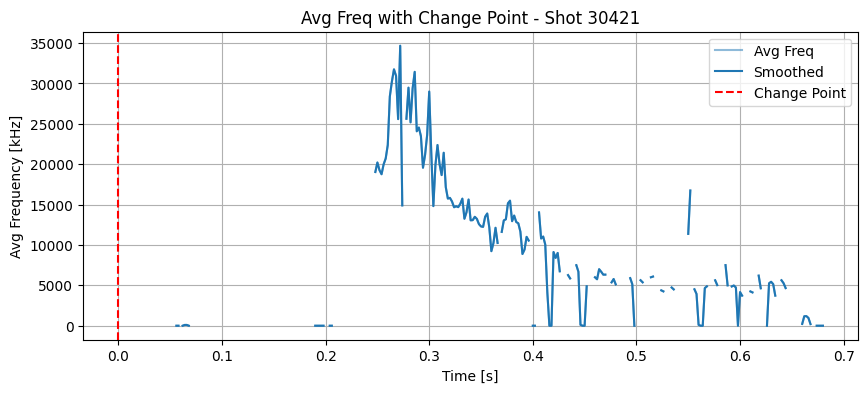 Avg Freq with Change Point - Shot 30421
Avg Freq
Smoothed
Change Point
Avg Frequency [kHz]
35000
30000
25000
20000
15000
10000
5000
0
0.0 0.1 0.2 0.3 0.4 0.5 0.6 0.7
Time [s]